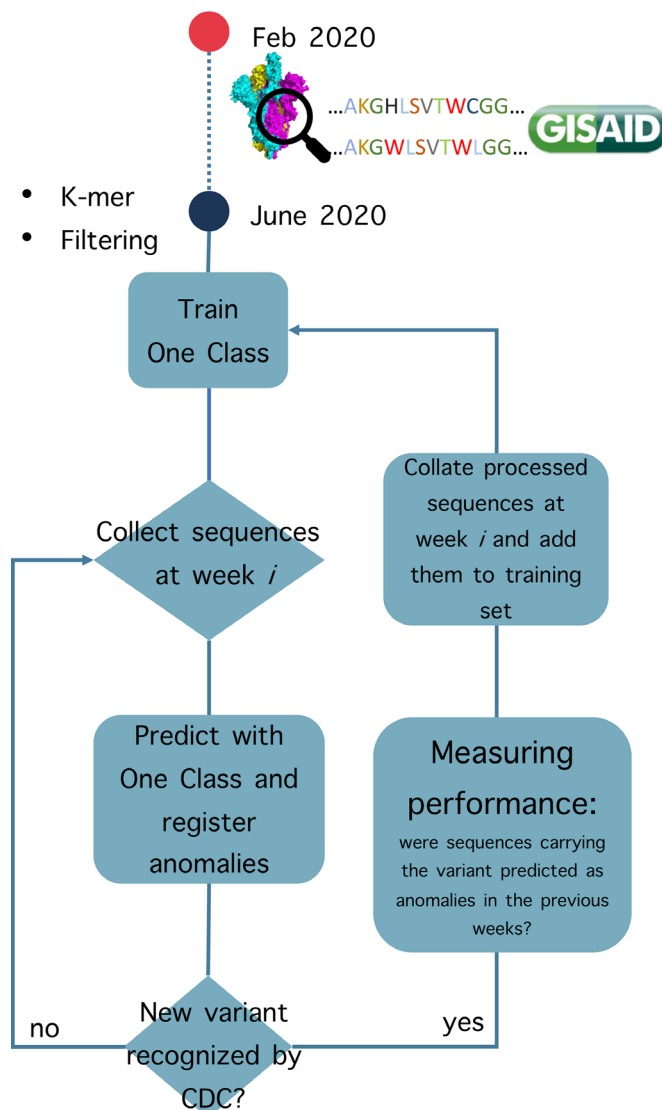 Feb 2020
...AKGHLSVTWCGG...
...AKGWLSVTWLGG...
GISAID
• K-mer
• Filtering
June 2020
Train
One Class
Collect sequences
at week i
Predict with
One Class and
register
anomalies
New variant
recognized by
CDC?
no
yes
Measuring
performance:
were sequences carrying
the variant predicted as
anomalies in the previous
weeks?
Collate processed
sequences at
week i and add
them to training
set